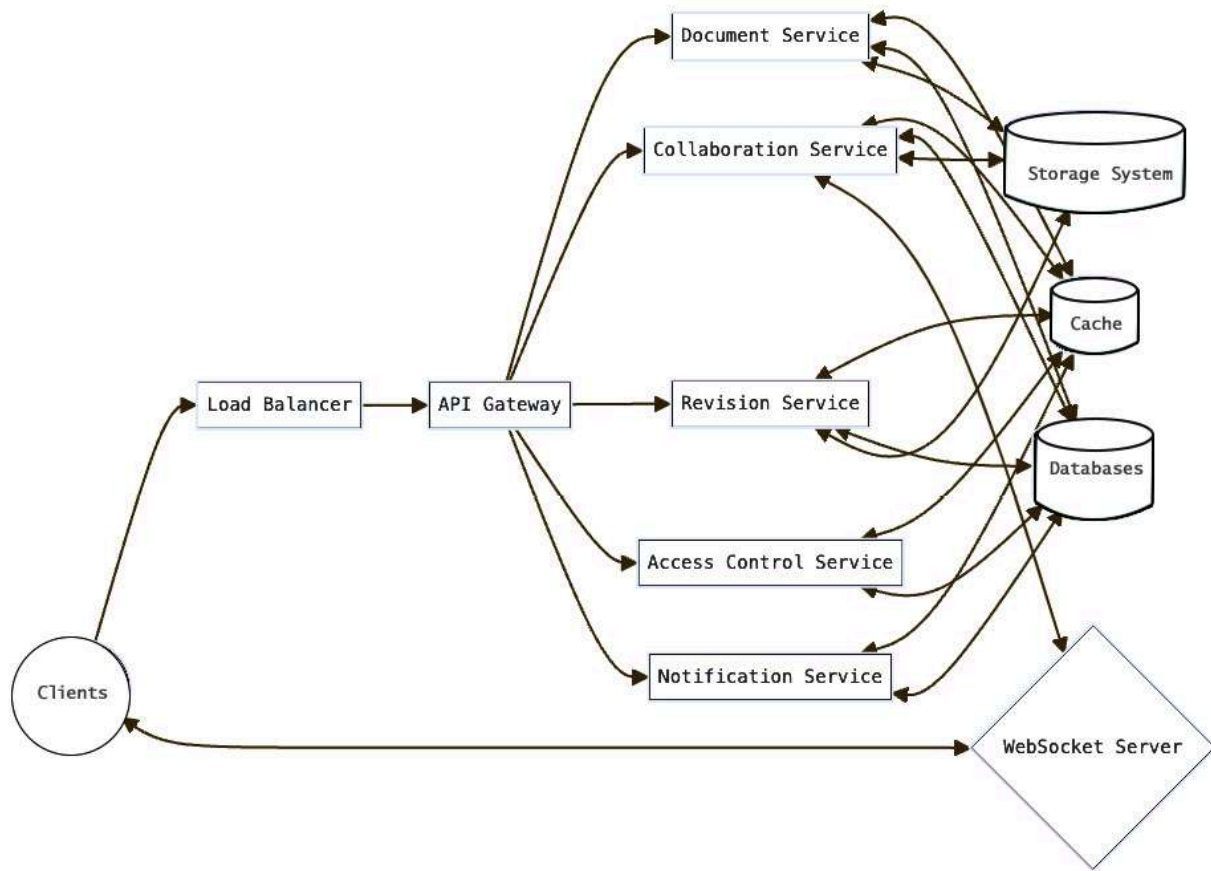 Document Service
Collaboration Service
Storage System
Cache
Load Balancer
API Gateway
Revision Service
Databases
Access Control Service
Notification Service
Clients
WebSocket Server